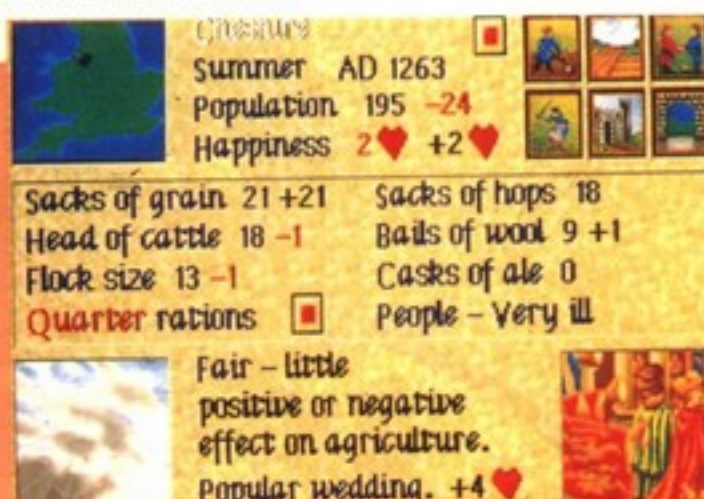 Cheshire
Summer AD 1263
Population 195 -24
Happiness 2 +2
Sacks of grain 21 +21 Sacks of hops 18
Head of cattle 18 -1 Bails of wool 9 +1
Flock size 13 -1 Casks of ale 0
Quarter rations People - Very ill
Fair - little
positive or negative
effect on agriculture.
Popular wedding. +4